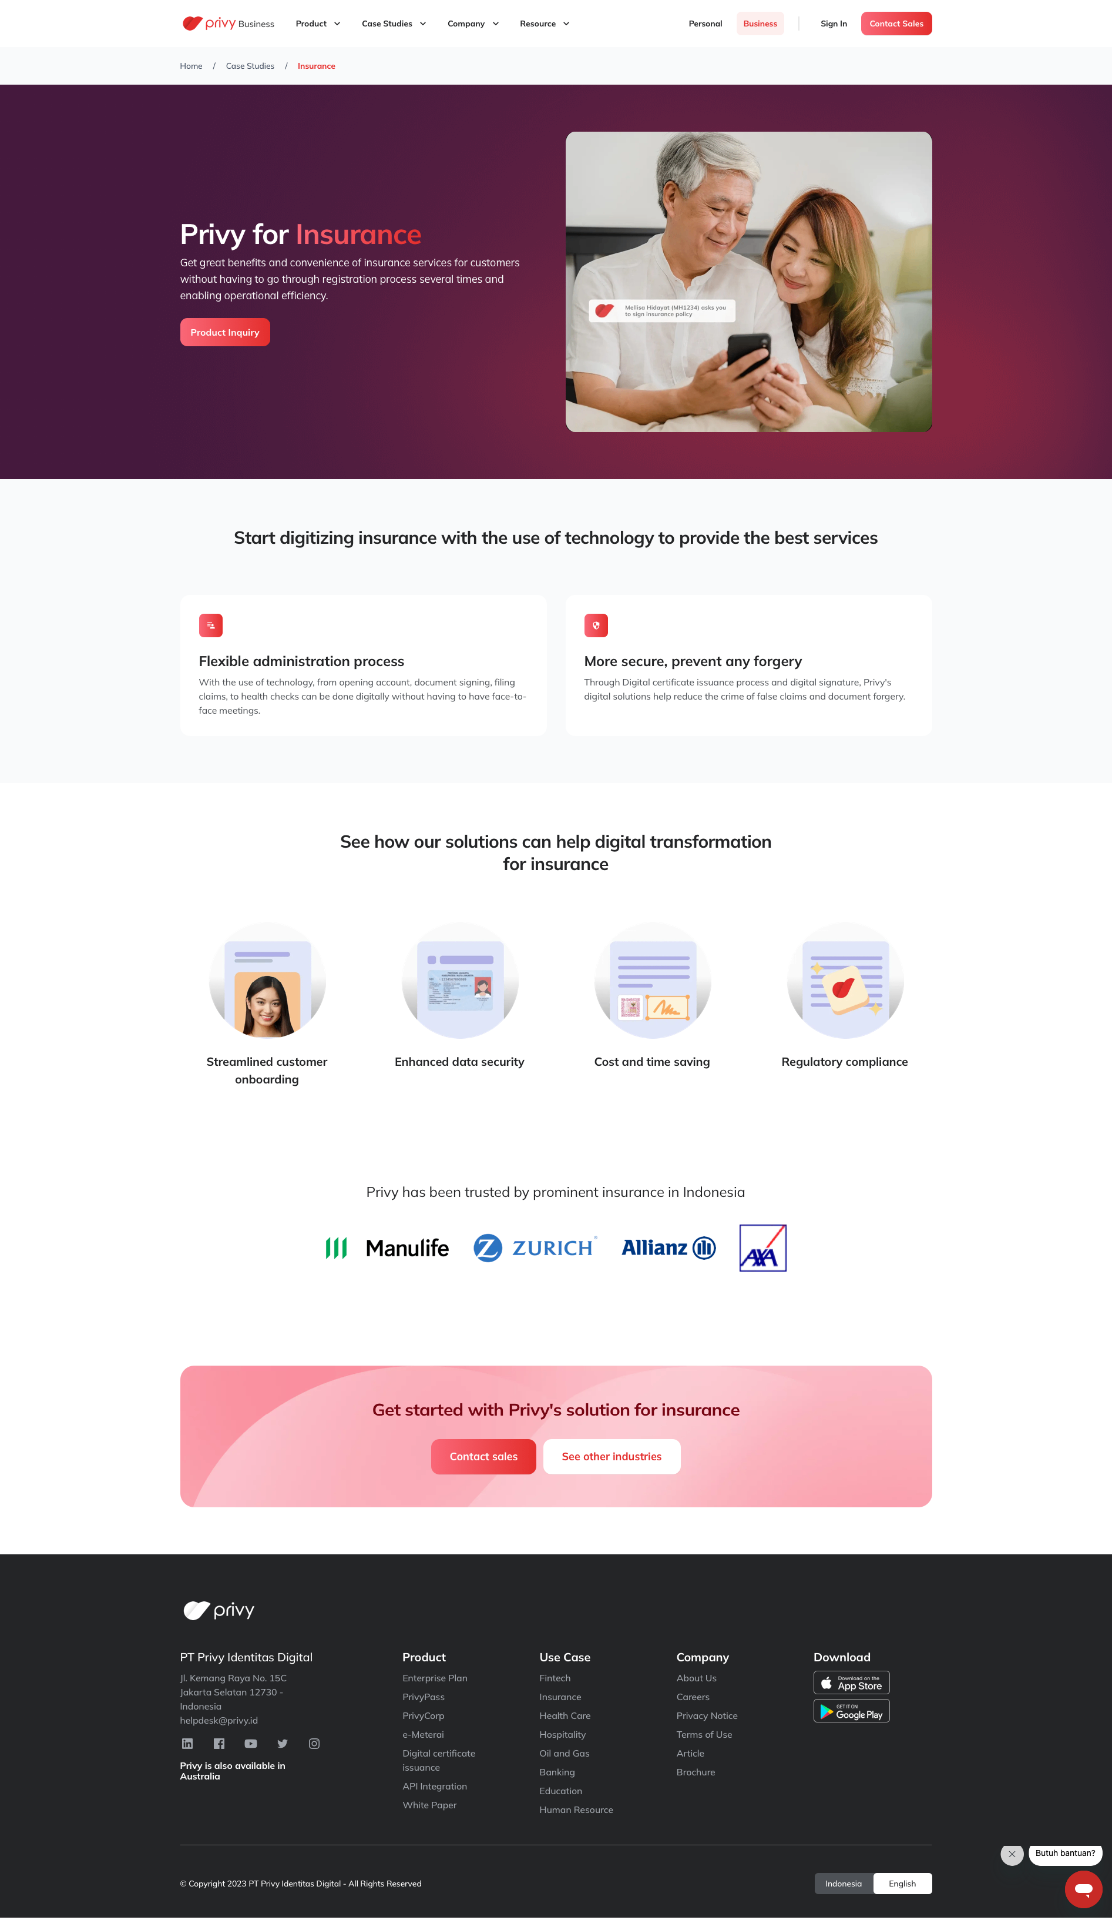 privy Business
Product
Case Studies
Company
Resource
Personal
Business
Sign In
Contact Sales
Home / Case Studies / Insurance
Privy for Insurance
Get great benefits and convenience of insurance services for customers
without having to go through registration process several times and
enabling operational efficiency.
Product Inquiry
Melisa Hidayat (MH1234) asks you
to sign insurance policy
Start digitizing insurance with the use of technology to provide the best services
Flexible administration process
With the use of technology, from opening account, document signing, filing
claims, to health checks can be done digitally without having to have face-to-
face meetings.
More secure, prevent any forgery
Through Digital certificate issuance process and digital signature, Privy's
digital solutions help reduce the crime of false claims and document forgery.
See how our solutions can help digital transformation
for insurance
Streamlined customer
onboarding
Enhanced data security
Cost and time saving
Regulatory compliance
Privy has been trusted by prominent insurance in Indonesia
Manulife
Z ZURICH
Allianz
AXA
Get started with Privy's solution for insurance
Contact sales
See other industries
privy
PT Privy Identitas Digital
Jl. Kemang Raya No. 15C
Jakarta Selatan 12730 -
Indonesia
helpdesk@privy.id
Privy is also available in
Australia
Product
Enterprise Plan
PrivyPass
PrivyCorp
e-Meterai
Digital certificate
issuance
API Integration
White Paper
Use Case
Fintech
Insurance
Health Care
Hospitality
Oil and Gas
Banking
Education
Human Resource
Company
About Us
Careers
Privacy Notice
Terms of Use
Article
Brochure
Download
Download on the
App Store
GET IT ON
Google Play
Butuh bantuan?
© Copyright 2023 PT Privy Identitas Digital - All Rights Reserved
Indonesia
English